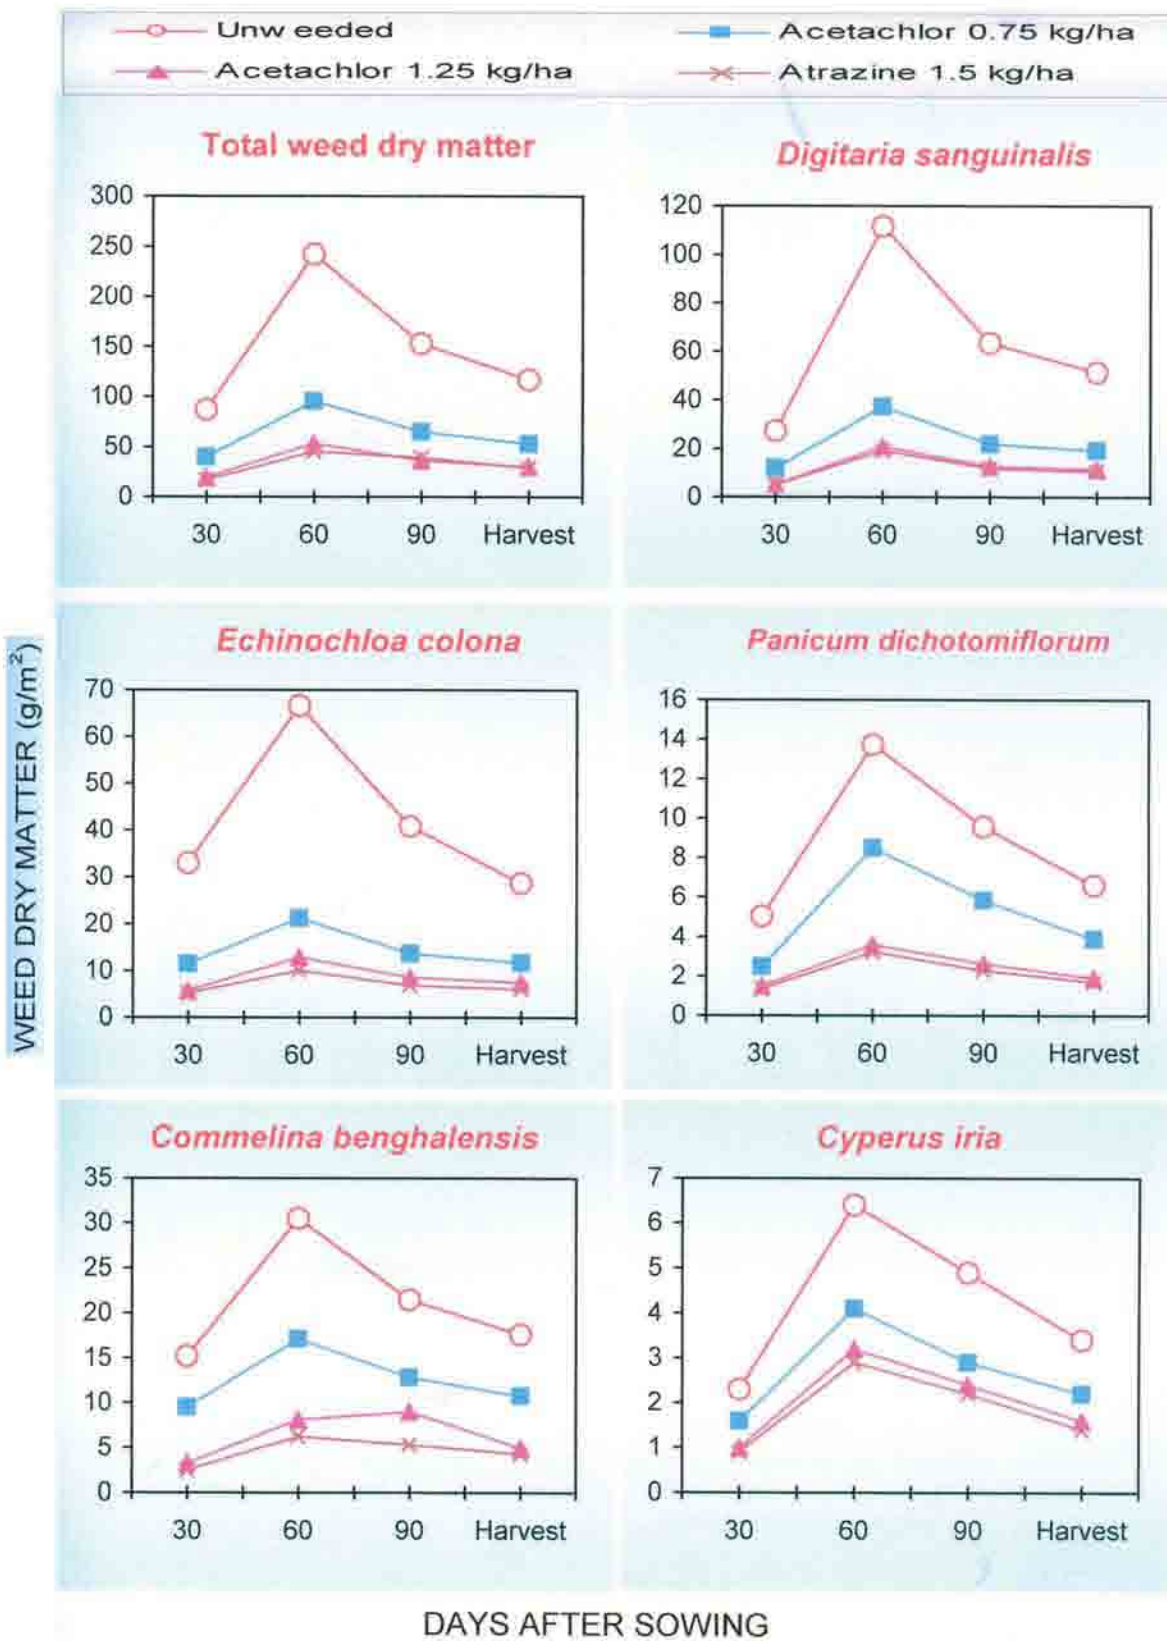 Unw eeded
Acetachlor 0.75 kg/ha
Acetachlor 1.25 kg/ha
Atrazine 1.5 kg/ha
Total weed dry matter
300
250
200
150
100
50
0
30 60 90 Harvest
Digitaria sanguinalis
120
100
80
60
40
20
0
30 60 90 Harvest
WEED DRY MATTER (g/m²)
Echinochloa colona
70
60
50
40
30
20
10
0
30 60 90 Harvest
Panicum dichotomiflorum
16
14
12
10
8
6
4
2
0
30 60 90 Harvest
Commelina benghalensis
35
30
25
20
15
10
5
0
30 60 90 Harvest
Cyperus iria
7
6
5
4
3
2
1
0
30 60 90 Harvest
DAYS AFTER SOWING